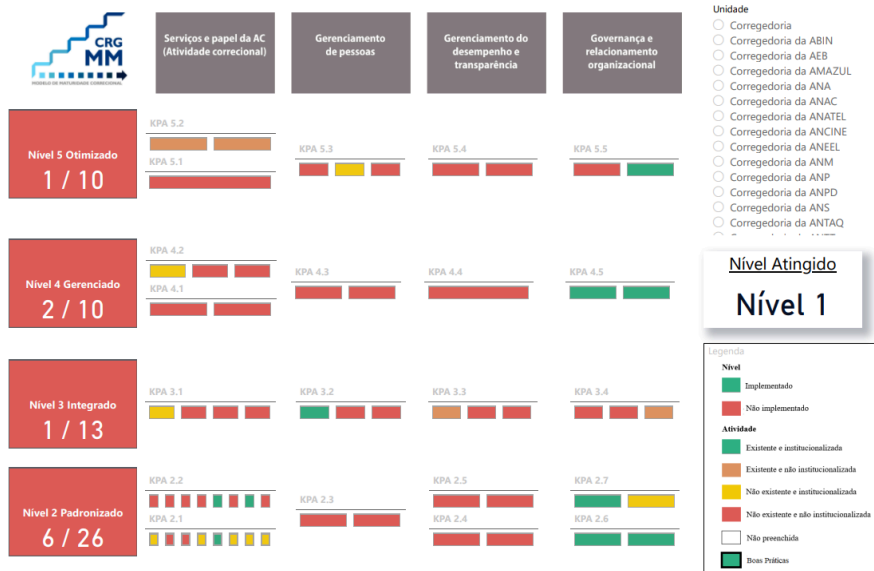 CRG
MM
MODELO DE MATURIDADE CORRECIONAL
Serviços e papel da AC
(Atividade correcional)
Gerenciamento
de pessoas
Gerenciamento do
desempenho e
transparência
Governança e
relacionamento
organizacional
Nível 5 Otimizado
1 / 10
KPA 5.2
KPA 5.1
KPA 5.3
KPA 5.4
KPA 5.5
Nível 4 Gerenciado
2 / 10
KPA 4.2
KPA 4.1
KPA 4.3
KPA 4.4
KPA 4.5
Nível 3 Integrado
1 / 13
KPA 3.1
KPA 3.2
KPA 3.3
KPA 3.4
Nível 2 Padronizado
6 / 26
KPA 2.2
KPA 2.1
KPA 2.3
KPA 2.5
KPA 2.4
KPA 2.7
KPA 2.6
Unidade
Corregedoria
Corregedoria da ABIN
Corregedoria da AEB
Corregedoria da AMAZUL
Corregedoria da ANA
Corregedoria da ANAC
Corregedoria da ANATEL
Corregedoria da ANCINE
Corregedoria da ANEEL
Corregedoria da ANM
Corregedoria da ANP
Corregedoria da ANPD
Corregedoria da ANS
Corregedoria da ANTAQ
Nível Atingido
Nível 1
Legenda
Nível
Implementado
Não implementado
Atividade
Existente e institucionalizada
Existente e não institucionalizada
Não existente e institucionalizada
Não existente e não institucionalizada
Não preenchida
Boas Práticas